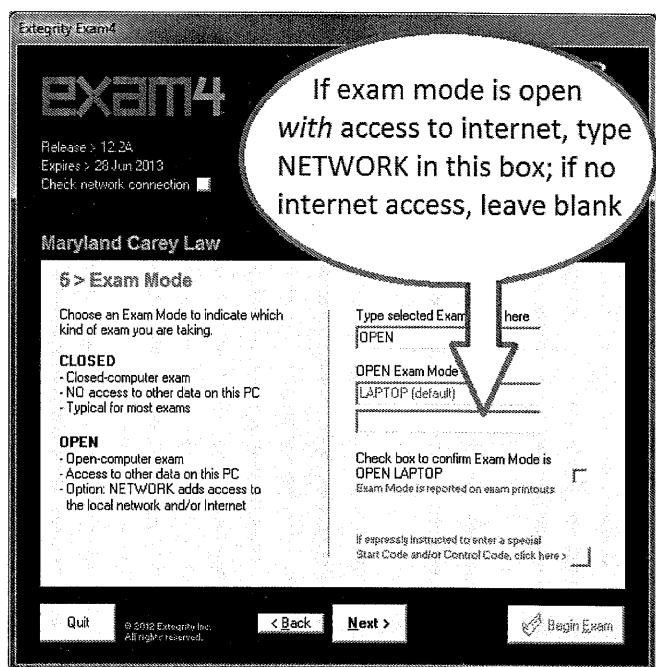 Extegrity Exam4
exam4
If exam mode is open
with access to internet, type
NETWORK in this box; if no
internet access, leave blank
Release > 12.2A
Expires > 28 Jun 2013
Check network connection
Maryland Carey Law
5 > Exam Mode
Choose an Exam Mode to indicate which
kind of exam you are taking.
CLOSED
- Closed-computer exam
- NO access to other data on this PC
- Typical for most exams
OPEN
- Open-computer exam
- Access to other data on this PC
- Option: NETWORK adds access to
the local network and/or Internet
Type selected Exam here
OPEN
OPEN Exam Mode
LAPTOP (default)
Check box to confirm Exam Mode is
OPEN LAPTOP
Exam Mode is reported on exam printouts
If expressly instructed to enter a special
Start Code and/or Control Code, click here >
Quit
© 2012 Extegrity Inc.
All rights reserved.
< Back
Next >
Begin Exam